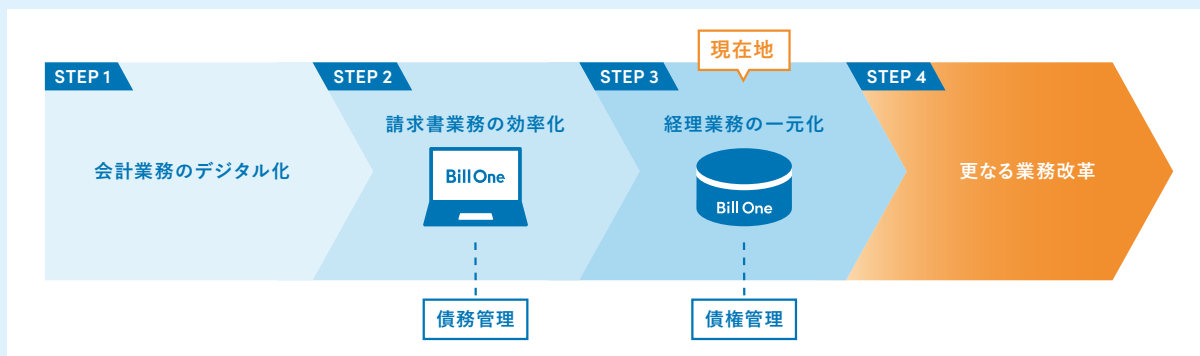 現在地
STEP 1
会計業務のデジタル化
STEP 2
請求書業務の効率化
Bill One
債務管理
STEP 3
経理業務の一元化
Bill One
債権管理
STEP 4
更なる業務改革